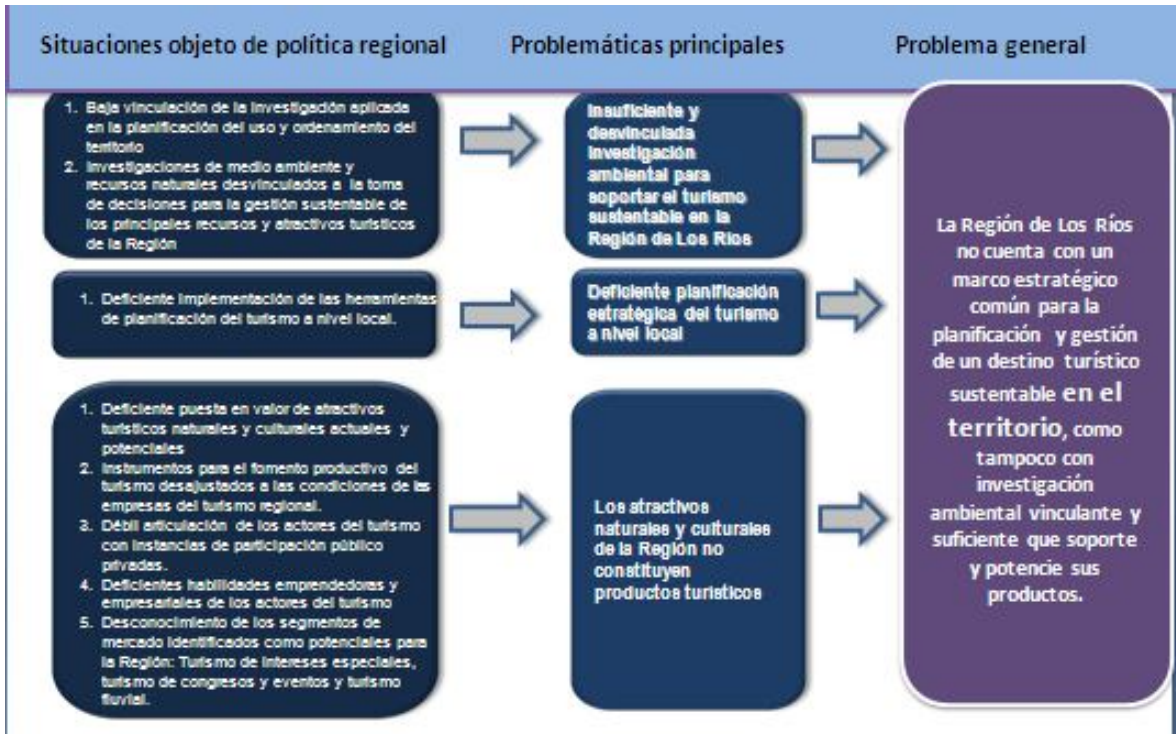 Situaciones objeto de política regional
Problemáticas principales
Problema general
1. Baja vinculación de la investigación aplicada
en la planificación del uso y ordenamiento del
territorio
2. Investigaciones de medio ambiente y
recursos naturales desvinculados a la toma
de decisiones para la gestión sustentable de
los principales recursos y atractivos turísticos
de la Región
Insuficiente y
desvinculada
investigación
ambiental para
soportar el turismo
sustentable en la
Región de Los Ríos
1. Deficiente implementación de las herramientas
de planificación del turismo a nivel local.
Deficiente planificación
estratégica del turismo
a nivel local
1. Deficiente puesta en valor de atractivos
turísticos naturales y culturales actuales y
potenciales
2. Instrumentos para el fomento productivo del
turismo desajustados a las condiciones de las
empresas del turismo regional.
3. Débil articulación de los actores del turismo
con instancias de participación público
privadas.
4. Deficientes habilidades emprendedoras y
empresariales de los actores del turismo
5. Desconocimiento de los segmentos de
mercado identificados como potenciales para
la Región: Turismo de intereses especiales,
turismo de congresos y eventos y turismo
fluvial.
Los atractivos
naturales y culturales
de la Región no
constituyen
productos turísticos
La Región de Los Ríos
no cuenta con un
marco estratégico
común para la
planificación y gestión
de un destino turístico
sustentable en el
territorio, como
tampoco con
investigación
ambiental vinculante y
suficiente que soporte
y potencie sus
productos.